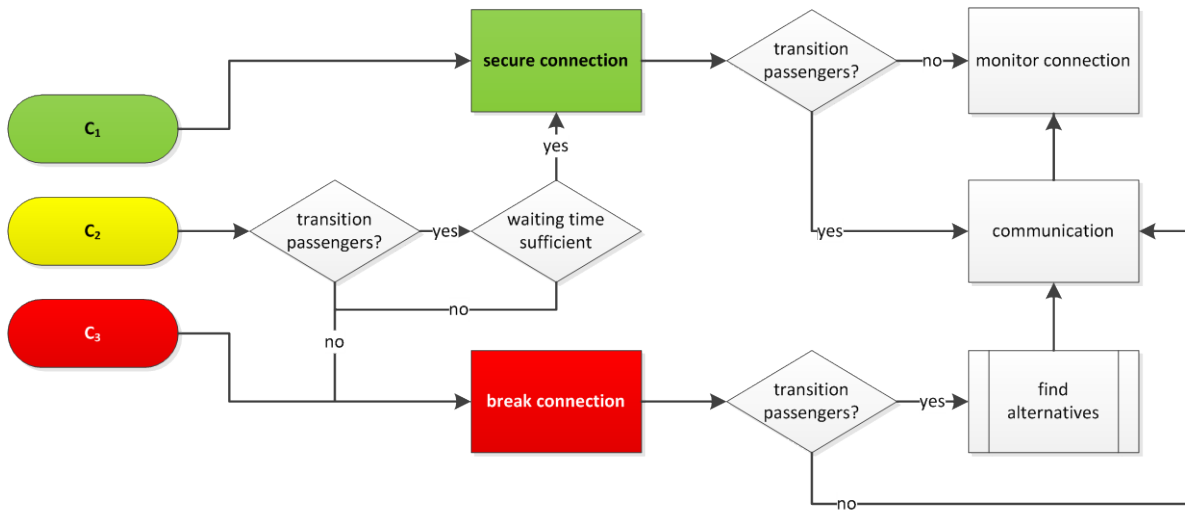 secure connection
transition
passengers?
no
monitor connection
C₁
yes
C₂
transition
passengers?
yes
waiting time
sufficient
yes
communication
no
C₃
no
break connection
transition
passengers?
yes
find
alternatives
no